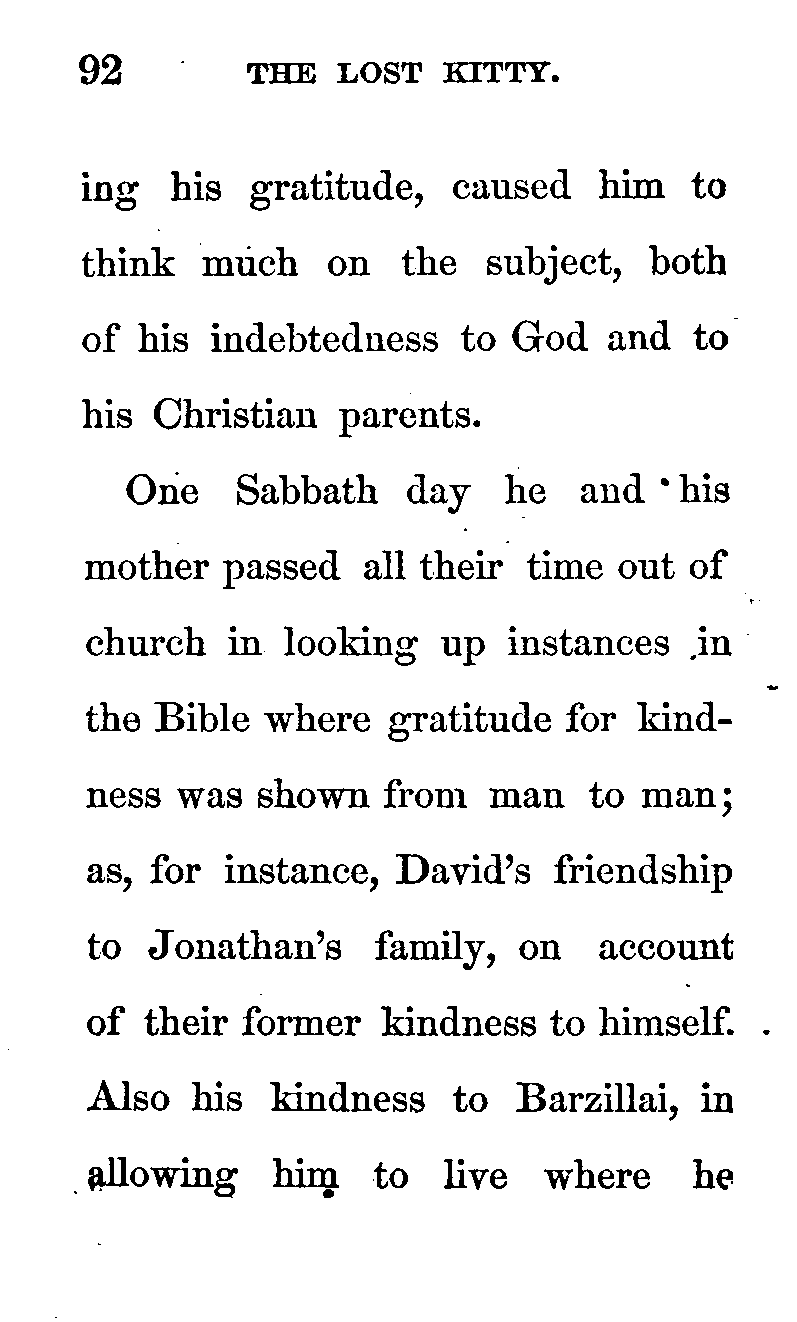 92 THE LOST KITTY.
ing his gratitude, caused him to
think much on the subject, both
of his indebtedness to God and to
his Christian parents.
One Sabbath day he and his
mother passed all their time out of
church in looking up instances in
the Bible where gratitude for kind-
ness was shown from man to man;
as, for instance, David's friendship
to Jonathan's family, on account
of their former kindness to himself.
Also his kindness to Barzillai, in
allowing him to live where he